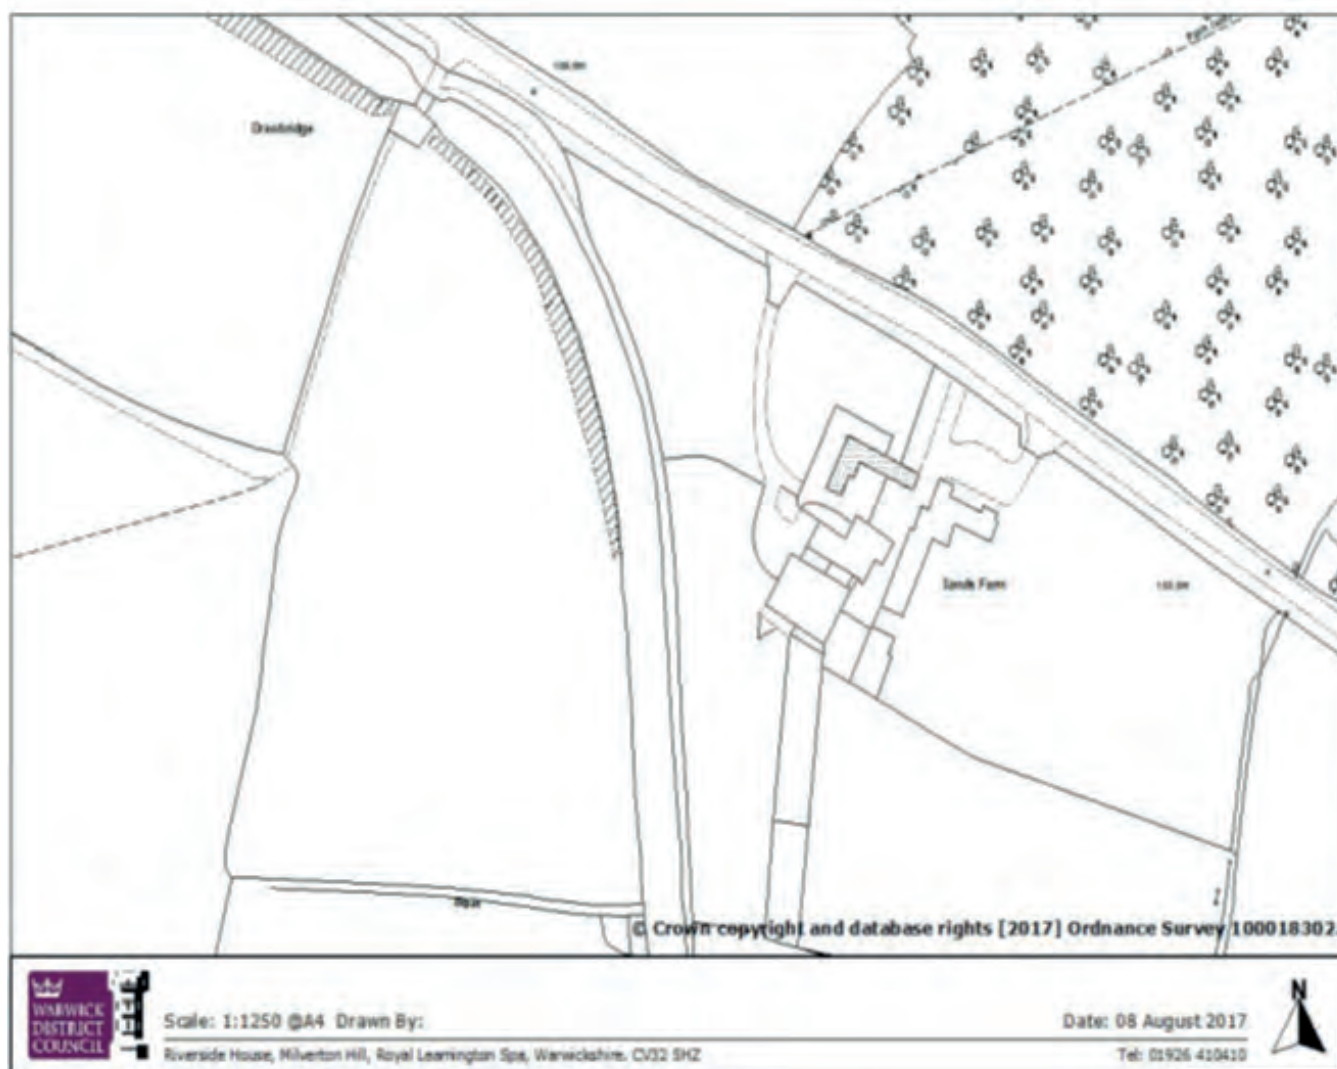 Drawbridge
Sands Farm
© Crown copyright and database rights [2017] Ordnance Survey 100018302.
WARWICK
DISTRICT
COUNCIL
Scale: 1:1250 @A4 Drawn By:
Date: 08 August 2017
N
Riverside House, Milverton Hill, Royal Leamington Spa, Warwickshire. CV32 5HZ
Tel: 01926 410410